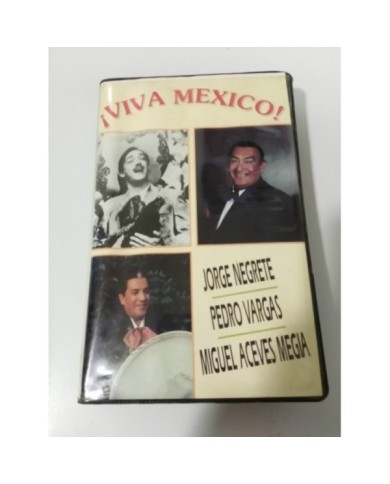 ¡VIVA MEXICO!
JORGE NEGRETE
PEDRO VARGAS
MIGUEL ACEVES MEGIA